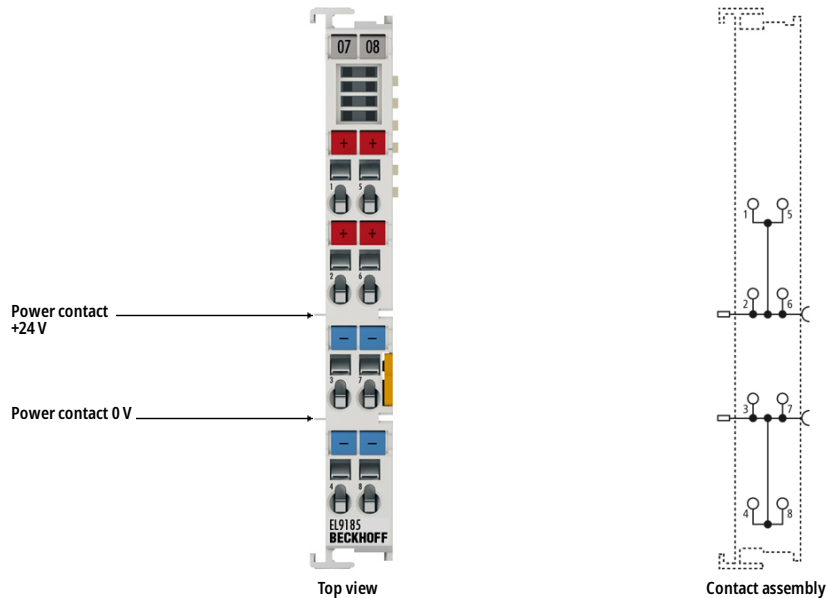 07 08
+ +
1 5
+ +
2 6
Power contact
+24 V
− −
3 7
Power contact 0 V
− −
4 8
EL9185
BECKHOFF
Top view
1 5
2 6
3 7
4 8
Contact assembly